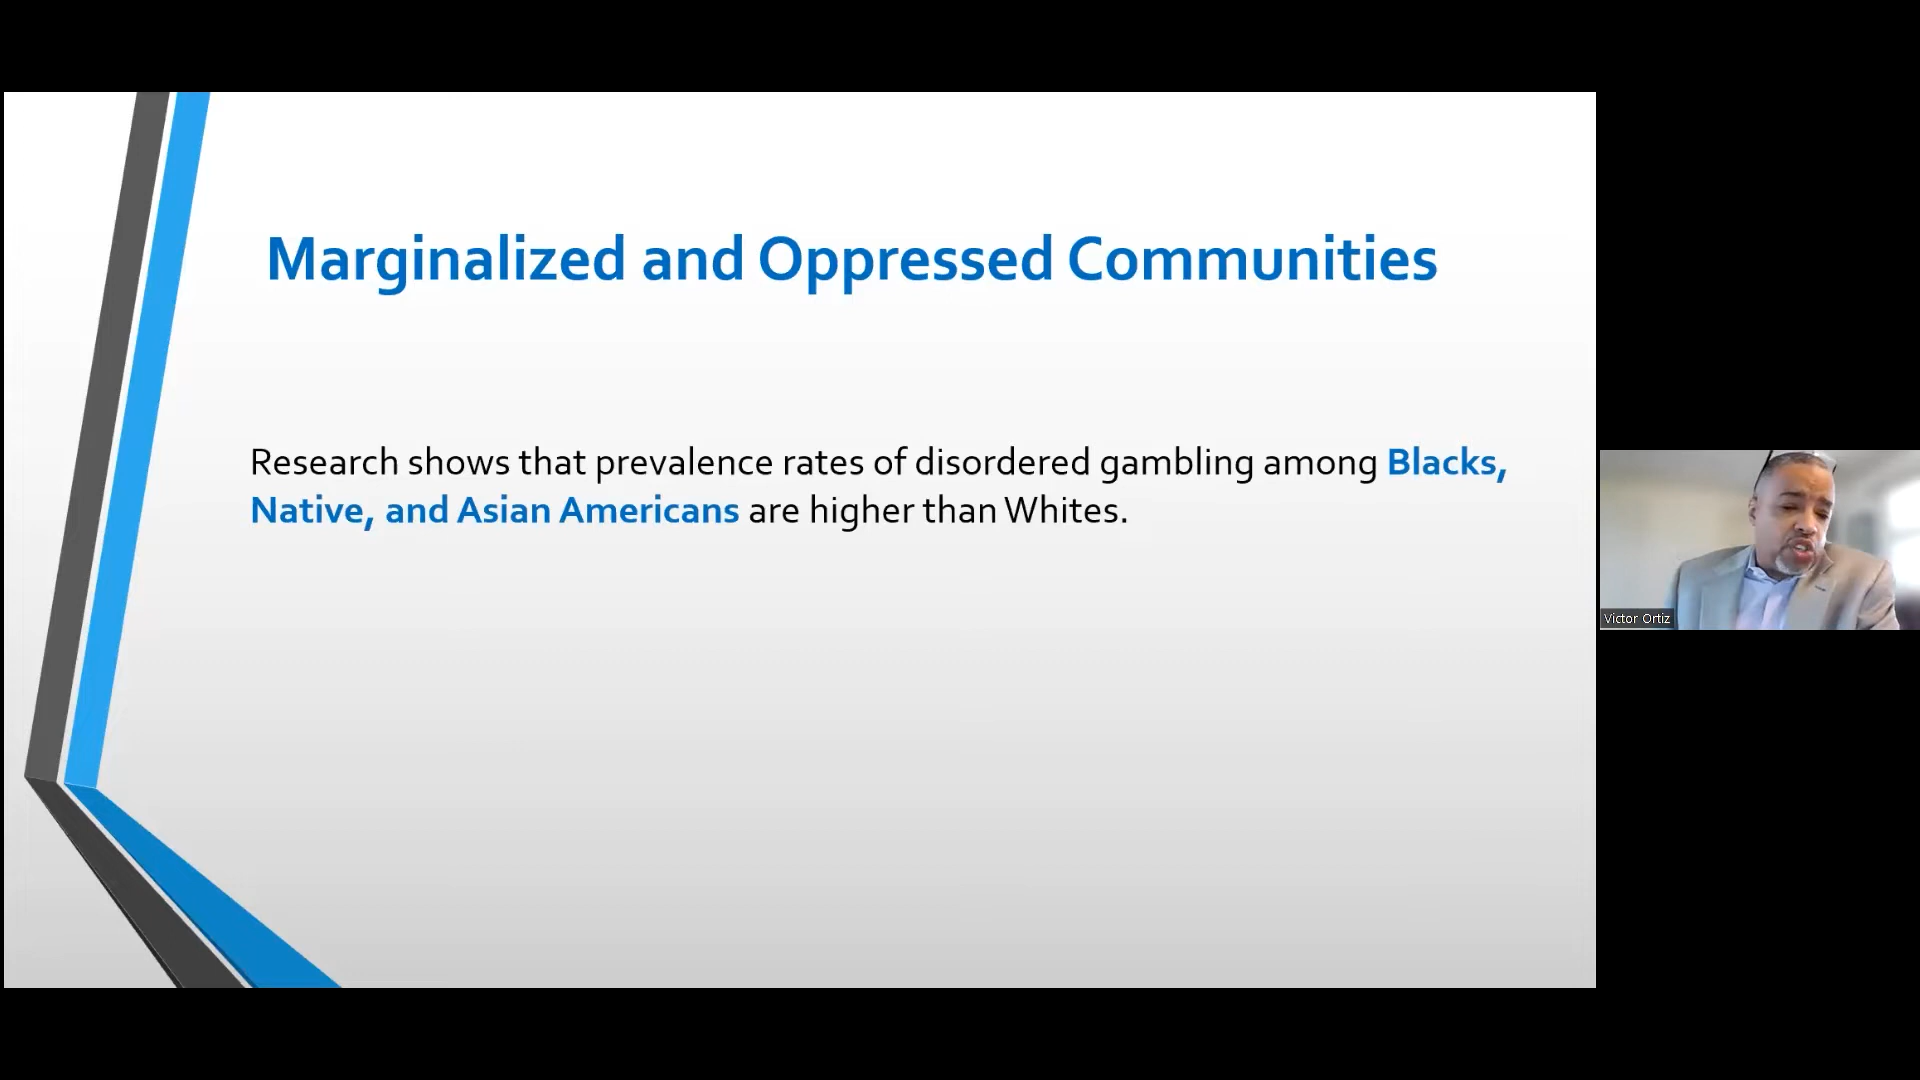 Marginalized and Oppressed Communities
Research shows that prevalence rates of disordered gambling among Blacks,
Native, and Asian Americans are higher than Whites.
Victor Ortiz